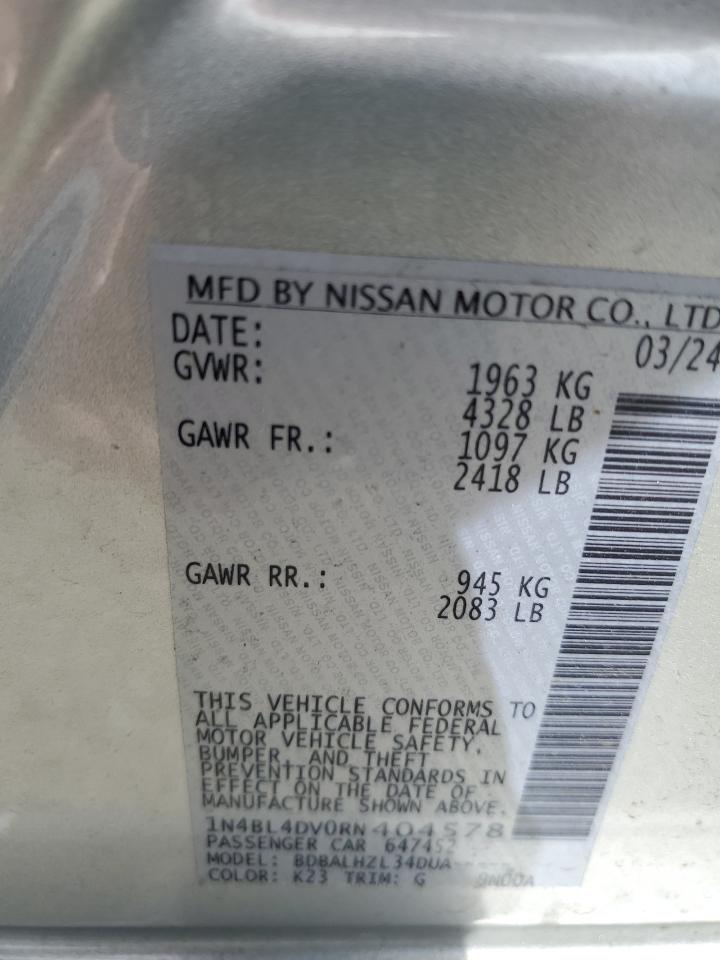 MFD BY NISSAN MOTOR CO., LTD
DATE: 03/24
GVWR: 1963 KG
4328 LB
GAWR FR.: 1097 KG
2418 LB
GAWR RR.: 945 KG
2083 LB
THIS VEHICLE CONFORMS TO
ALL APPLICABLE FEDERAL
MOTOR VEHICLE SAFETY,
BUMPER, AND THEFT
PREVENTION STANDARDS IN
EFFECT ON THE DATE OF
MANUFACTURE SHOWN ABOVE.
1N4BL4DV0RN404578
PASSENGER CAR 647452
MODEL: BDBALHZL34DUA-----
COLOR: K23 TRIM: G 9N00A